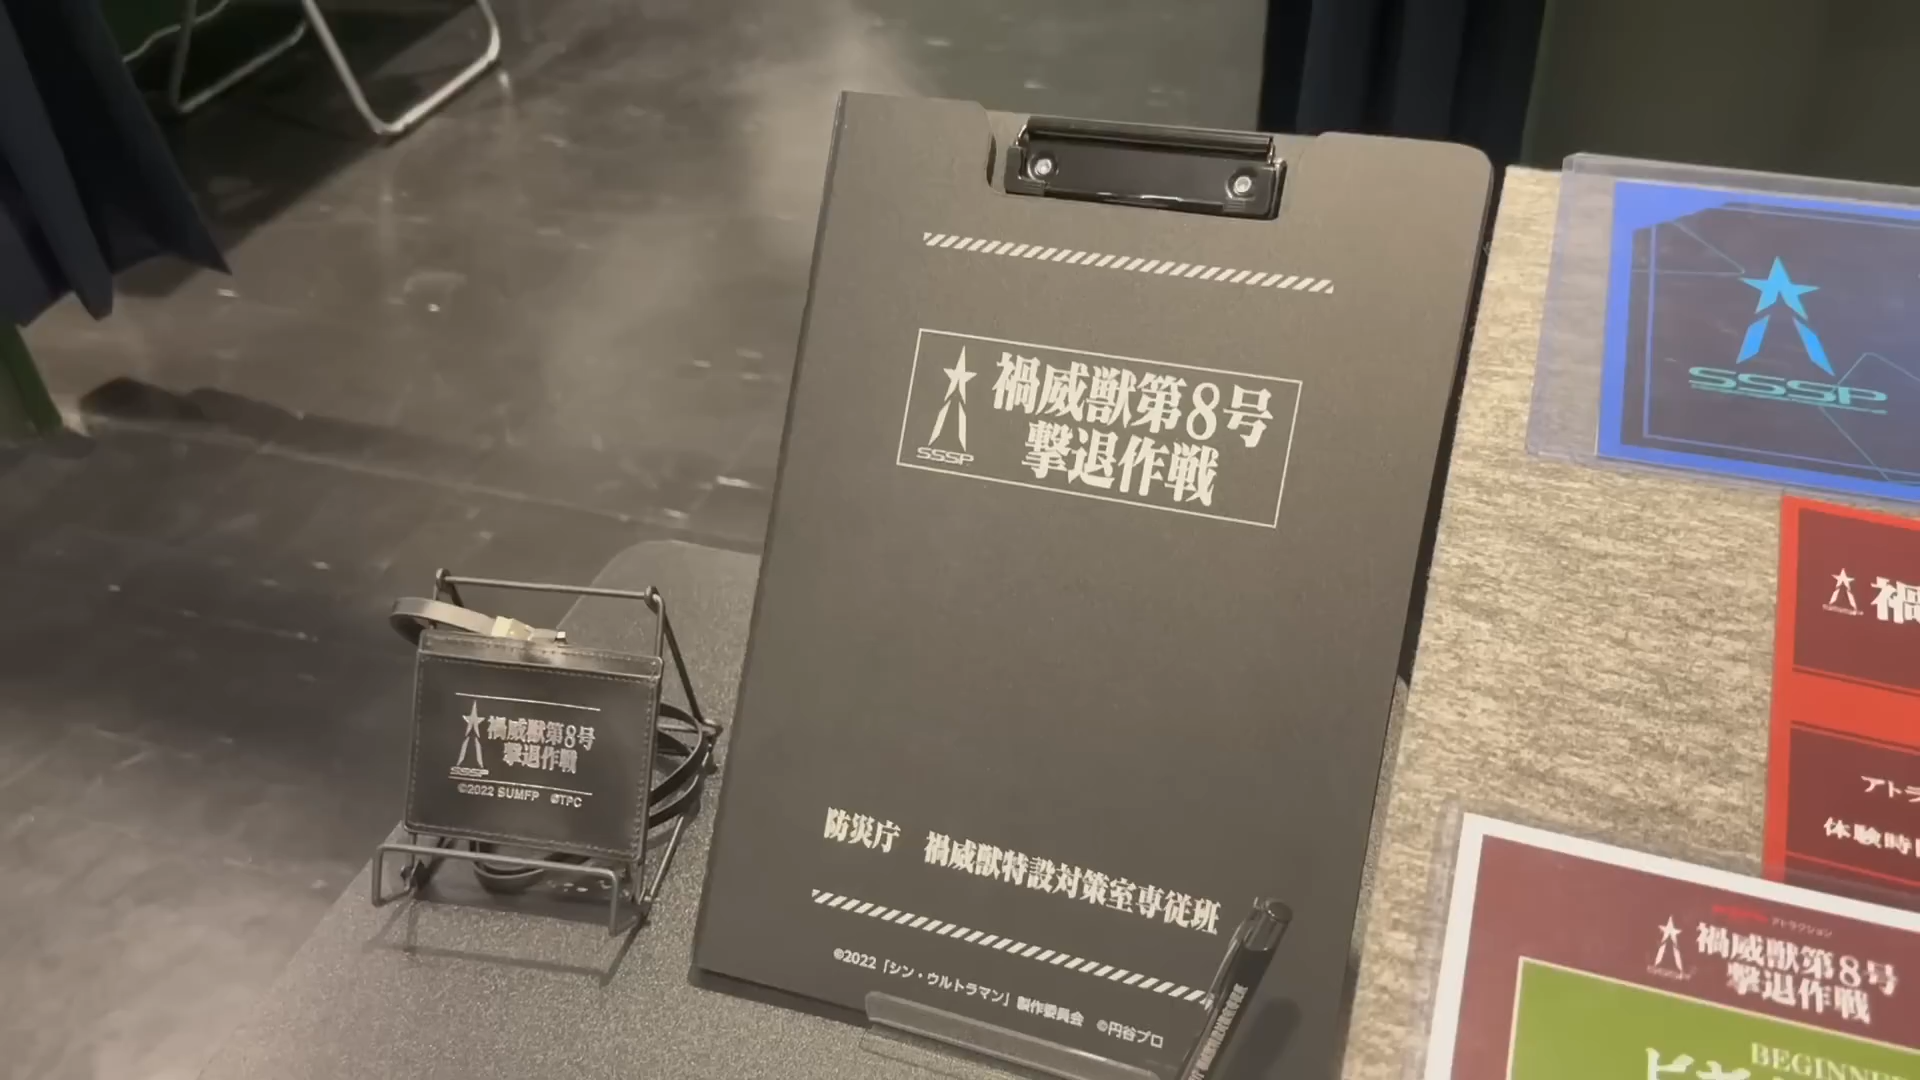 禍威獣第8号
撃退作戦
SSSP
防災庁 禍威獣特設対策室専従班
©2022「シン・ウルトラマン」製作委員会 ©円谷プロ
禍威獣第8号
撃退作戦
SSSP
©2022 SUMFP ©TPC
SSSP
禍
アトラ
体験時
アトラクション
禍威獣第8号
撃退作戦
BEGINNE